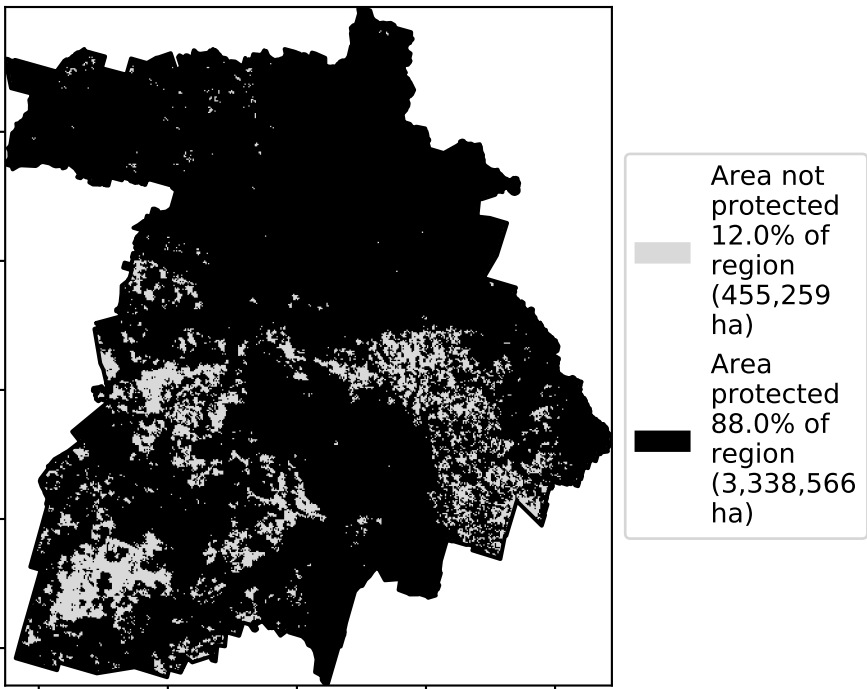 Area not
protected
12.0% of
region
(455,259
ha)
Area
protected
88.0% of
region
(3,338,566
ha)